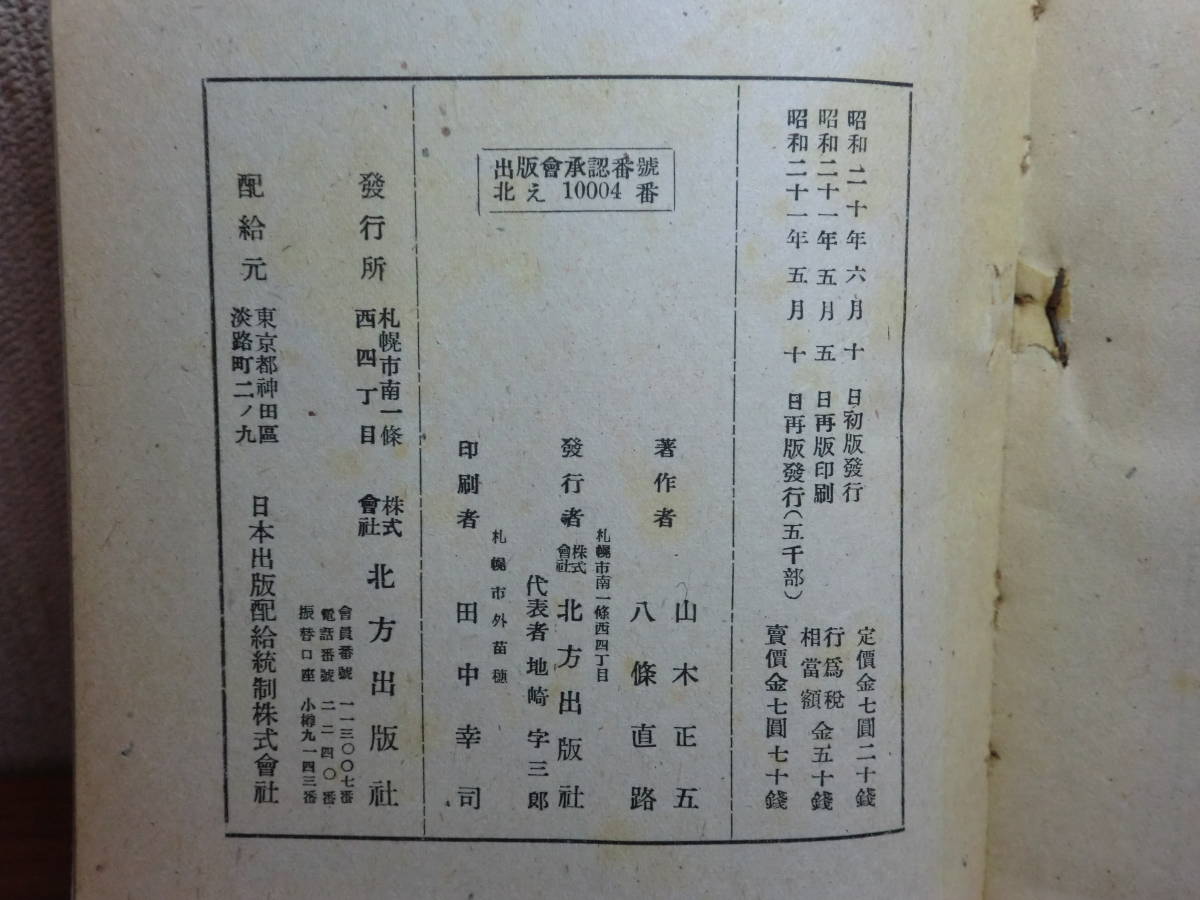 昭和二十年六月十日初版發行
昭和二十一年五月五日再版印刷
昭和二十一年五月十日再版發行(五千部)
定價金七圓二十錢
行爲税
相當額
金五十錢
賣價金七圓七十錢
出版會承認番號
北え 10004 番
著作者
山木正五
八條直路
札幌市南一條西四丁目
發行者
株式
會社
北方出版社
代表者 地崎宇三郎
札幌市外苗穗
印刷者 田中幸司
發行所
札幌市南一條
西四丁目
株式
會社
北方出版社
會員番號 一一三〇〇七番
電話番號 二二四〇番
振替口座 小樽九一四三番
配給元
東京都神田區
淡路町二ノ九
日本出版配給統制株式會社